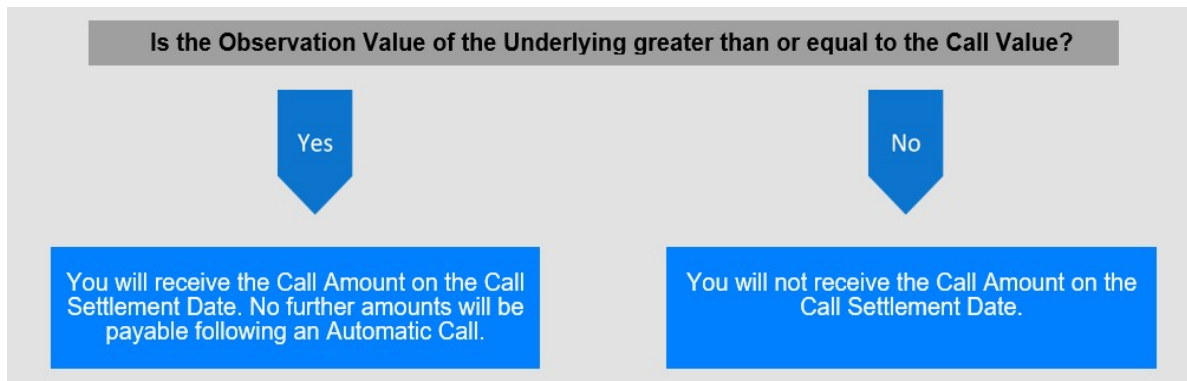 Is the Observation Value of the Underlying greater than or equal to the Call Value?
Yes
No
You will receive the Call Amount on the Call
Settlement Date. No further amounts will be
payable following an Automatic Call.
You will not receive the Call Amount on the
Call Settlement Date.